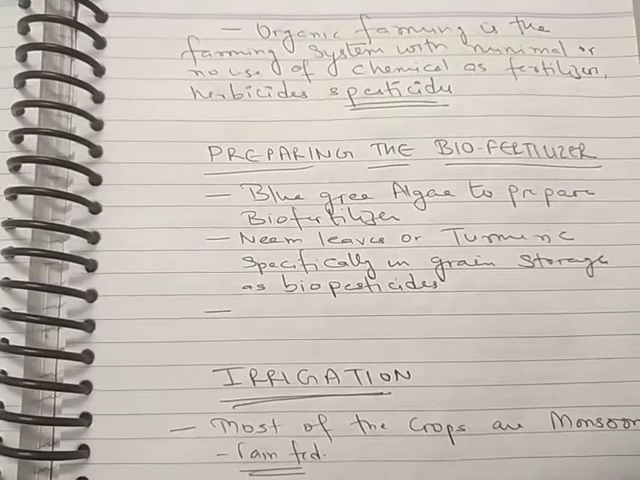 - Organic farming is the
farming system with minimal or
no use of chemical as fertilizer,
herbicides & pesticide
PREPARING THE BIO-FERTILIZER
- Blue gree Algae to prepare
Biofertilizer
- Neem leaves or Turmeric
specifically in grain storage
as biopesticides
-
IRRIGATION
- Most of the crops are Monsoon
- rain fed.